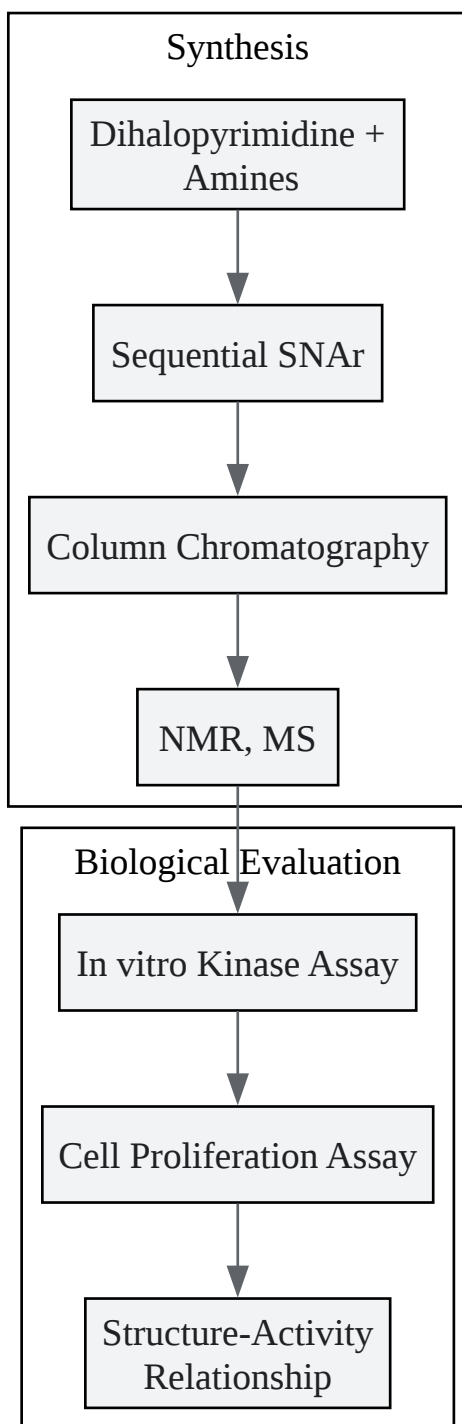 Synthesis
Dihalopyrimidine +
Amines
Sequential SNAr
Column Chromatography
NMR, MS
Biological Evaluation
In vitro Kinase Assay
Cell Proliferation Assay
Structure-Activity
Relationship